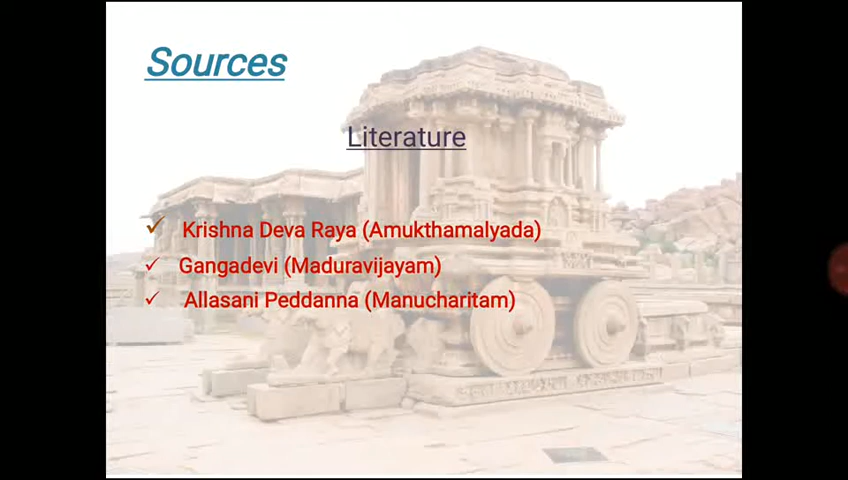 Sources
Literature
Krishna Deva Raya (Amukthamalyada)
Gangadevi (Maduravijayam)
Allasani Peddanna (Manucharitam)